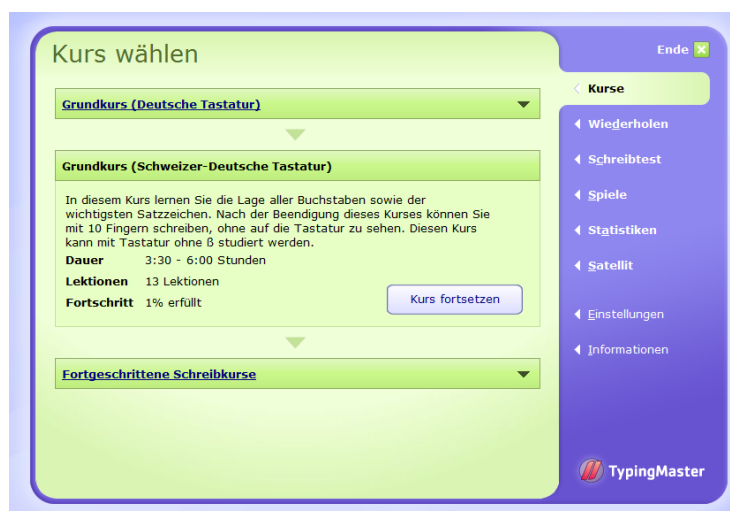 Kurs wählen
Grundkurs (Deutsche Tastatur)
Grundkurs (Schweizer-Deutsche Tastatur)
In diesem Kurs lernen Sie die Lage aller Buchstaben sowie der
wichtigsten Satzzeichen. Nach der Beendigung dieses Kurses können Sie
mit 10 Fingern schreiben, ohne auf die Tastatur zu sehen. Diesen Kurs
kann mit Tastatur ohne ß studiert werden.
Dauer 3:30 - 6:00 Stunden
Lektionen 13 Lektionen
Fortschritt 1% erfüllt
Kurs fortsetzen
Fortgeschrittene Schreibkurse
Ende
Kurse
Wiederholen
Schreibtest
Spiele
Statistiken
Satellit
Einstellungen
Informationen
TypingMaster